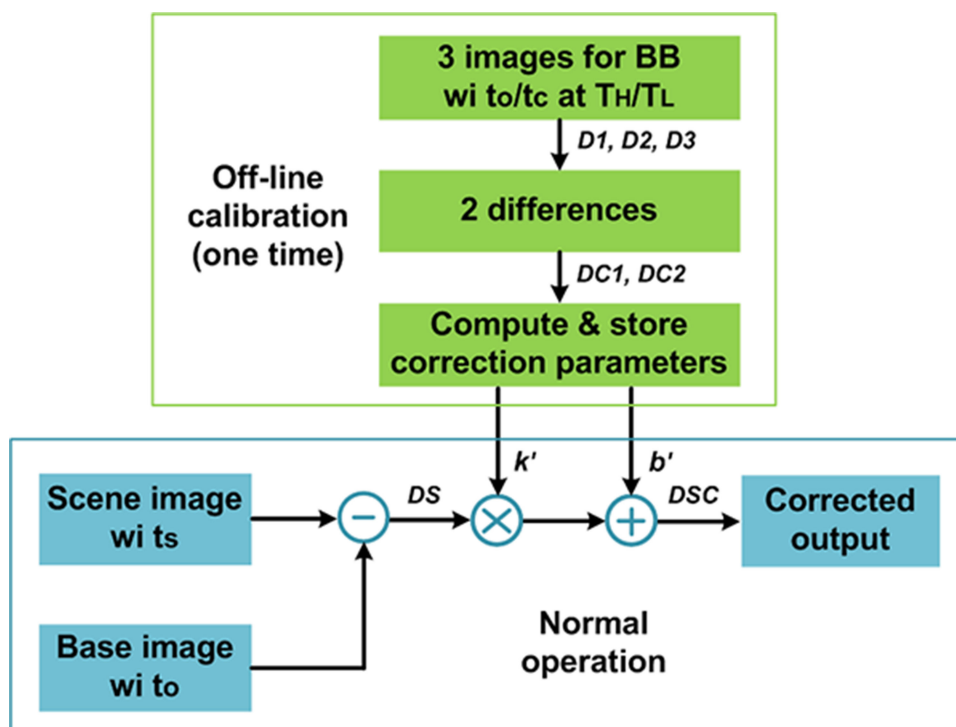 3 images for BB
wi to/tc at TH/TL
D1, D2, D3
Off-line
calibration
(one time)
2 differences
DC1, DC2
Compute & store
correction parameters
k'
b'
Scene image
wi ts
−
DS
×
+
DSC
Corrected
output
Base image
wi to
Normal
operation